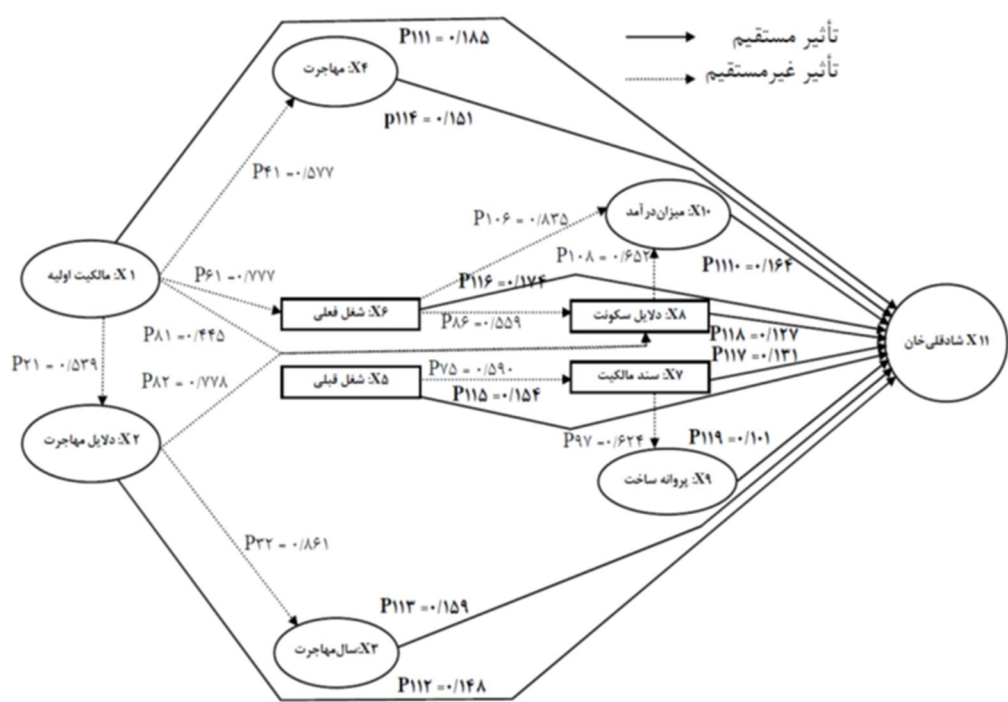 تأثیر مستقیم
تأثیر غیرمستقیم
P۱۱۱ = ۰/۱۸۵
X۴: مهاجرت
p۱۱۴ = ۰/۱۵۱
P۴۱ =۰/۵۷۷
X۱۰: میزان‌درآمد
P۱۰۶ = ۰/۸۳۵
P۱۰۸ = ۰/۶۵۲
P۱۱۱۰ =۰/۱۶۴
X۱: مالکیت اولیه
P۶۱ =۰/۷۷۷
P۱۱۶ =۰/۱۷۴
X۶: شغل فعلی
P۸۶ =۰/۵۵۹
X۸: دلایل سکونت
P۸۱ =۰/۴۴۵
P۱۱۸ =۰/۱۲۷
P۱۱۷ =۰/۱۳۱
X۱۱ شادقلی‌خان
P۲۱ =۰/۵۳۹
P۸۲ =۰/۷۷۸
X۵: شغل قبلی
P۷۵ =۰/۵۹۰
X۷: سند مالکیت
P۱۱۵ =۰/۱۵۴
X۲: دلایل مهاجرت
P۹۷ =۰/۶۲۴
P۱۱۹ =۰/۱۰۱
X۹: پروانه ساخت
P۳۲ =۰/۸۶۱
P۱۱۳ =۰/۱۵۹
X۳:سال‌مهاجرت
P۱۱۲ =۰/۱۴۸